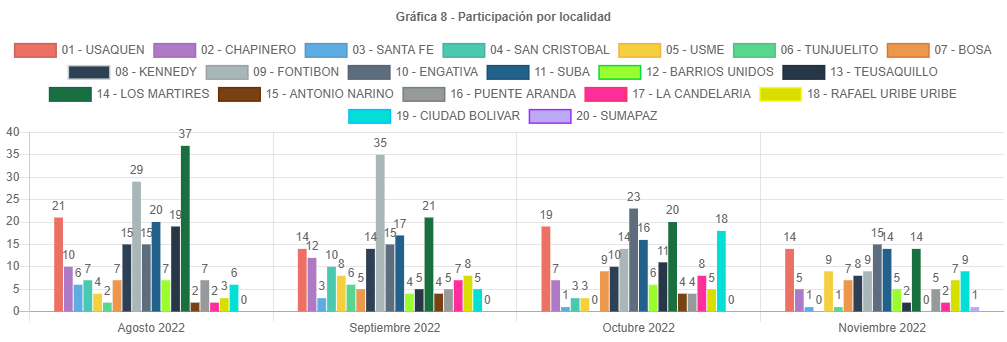 Gráfica 8 - Participación por localidad
01 - USAQUEN 02 - CHAPINERO 03 - SANTA FE 04 - SAN CRISTOBAL 05 - USME 06 - TUNJUELITO 07 - BOSA
08 - KENNEDY 09 - FONTIBON 10 - ENGATIVA 11 - SUBA 12 - BARRIOS UNIDOS 13 - TEUSAQUILLO
14 - LOS MARTIRES 15 - ANTONIO NARINO 16 - PUENTE ARANDA 17 - LA CANDELARIA 18 - RAFAEL URIBE URIBE
19 - CIUDAD BOLIVAR 20 - SUMAPAZ
40
35
30
25
20
15
10
5
0
21 10 6 7 4 2 7 15 29 15 20 7 19 37 2 7 2 3 6 0
14 12 3 10 8 6 5 14 35 15 17 4 5 21 4 5 7 8 5 0
19 7 1 3 3 0 9 10 14 23 16 6 11 20 4 4 8 5 18 0
14 5 1 0 9 1 7 8 9 15 14 5 2 14 0 5 2 7 9 1
Agosto 2022 Septiembre 2022 Octubre 2022 Noviembre 2022